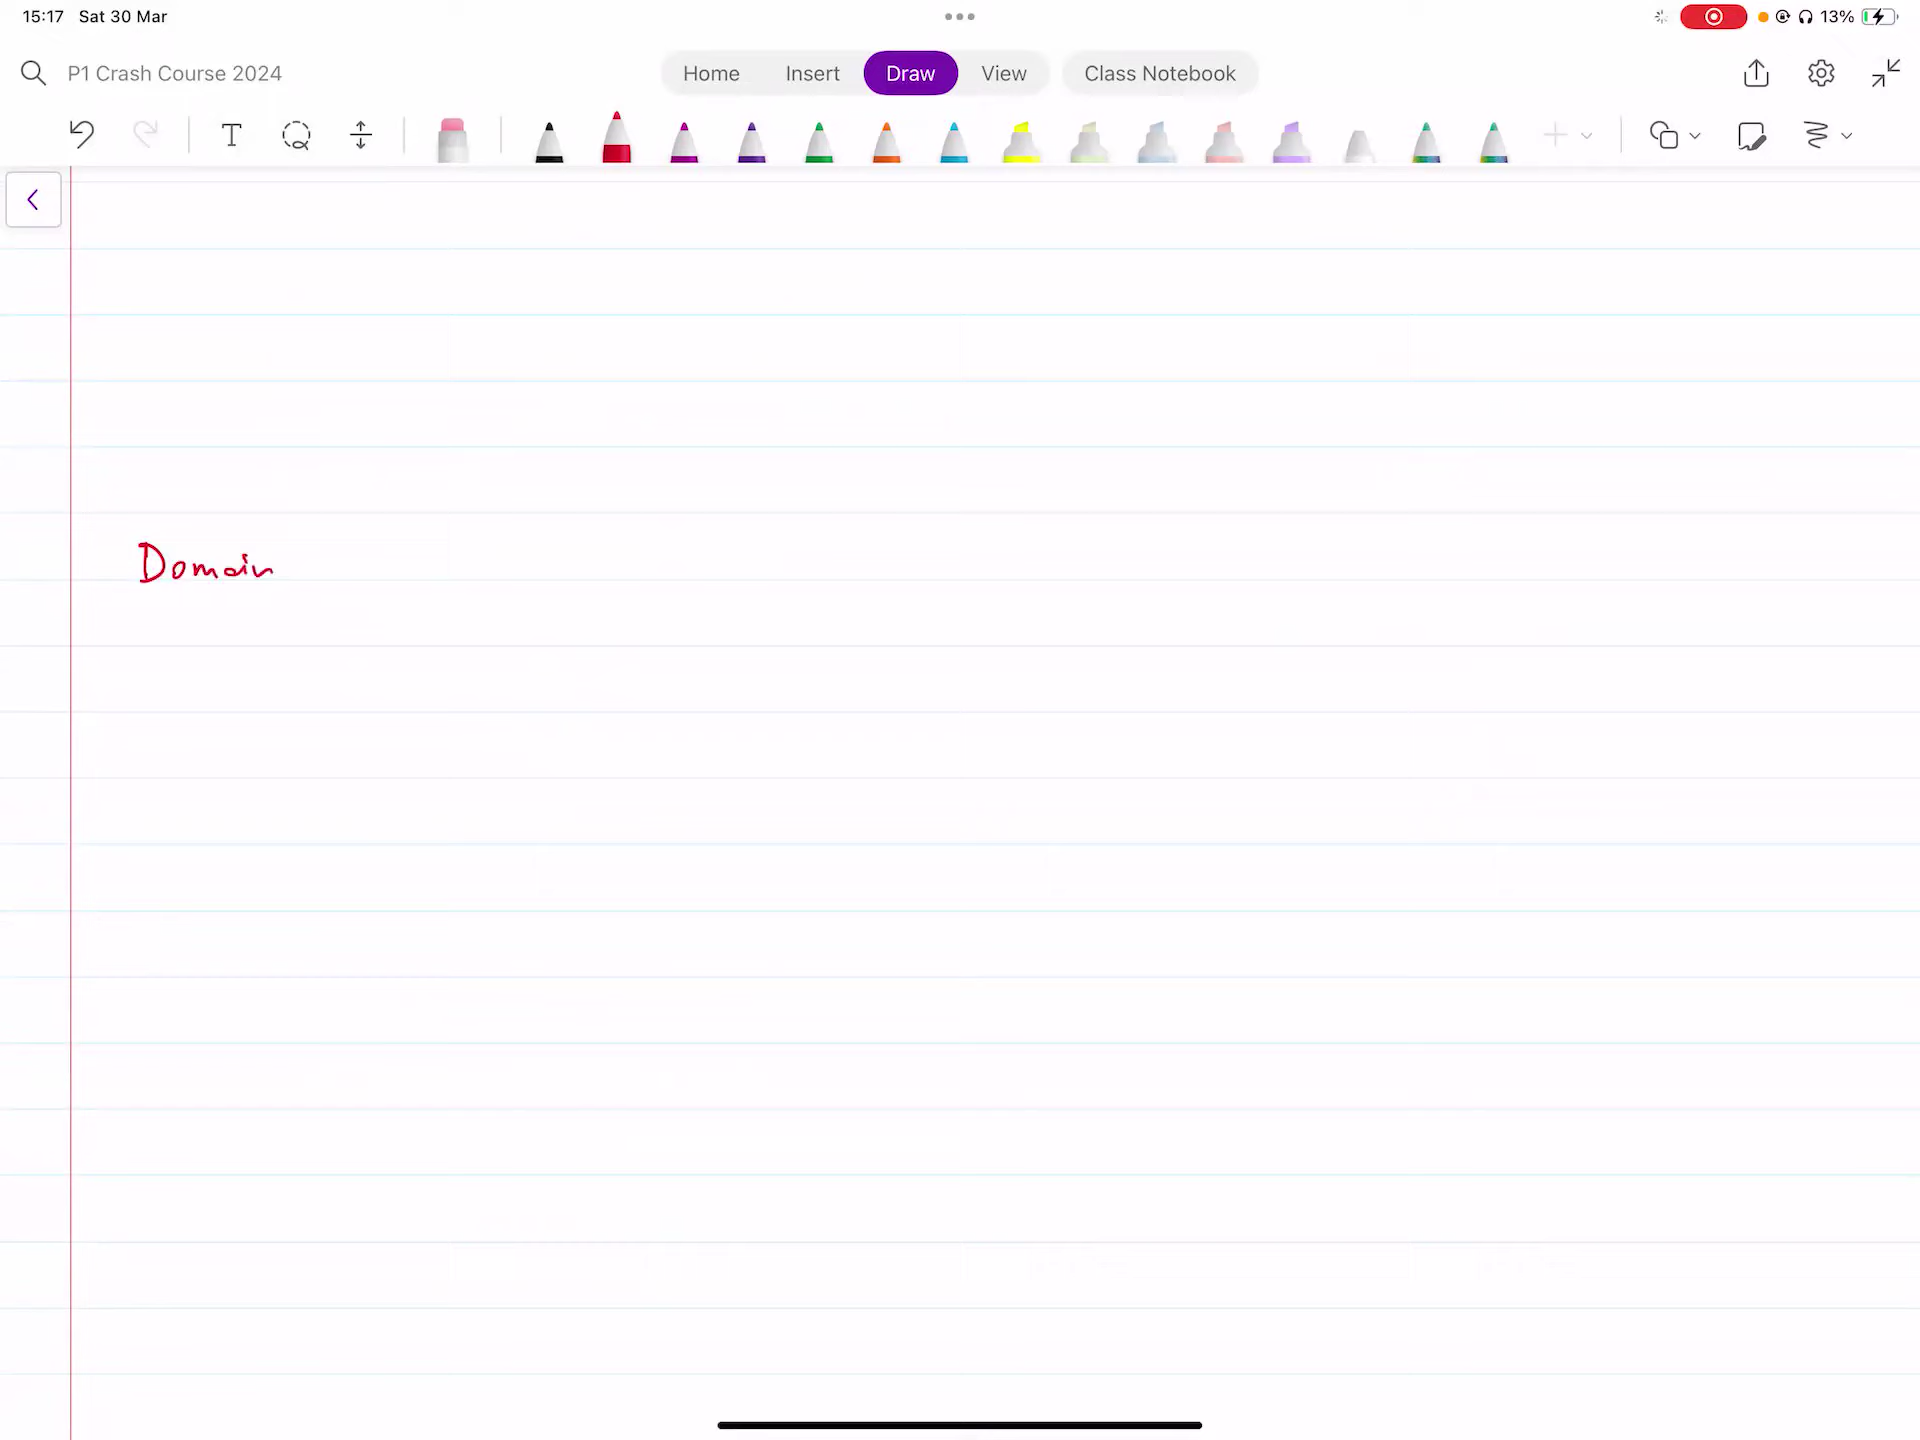 15:17 Sat 30 Mar
13%
P1 Crash Course 2024
Home Insert Draw View Class Notebook
T
Domain